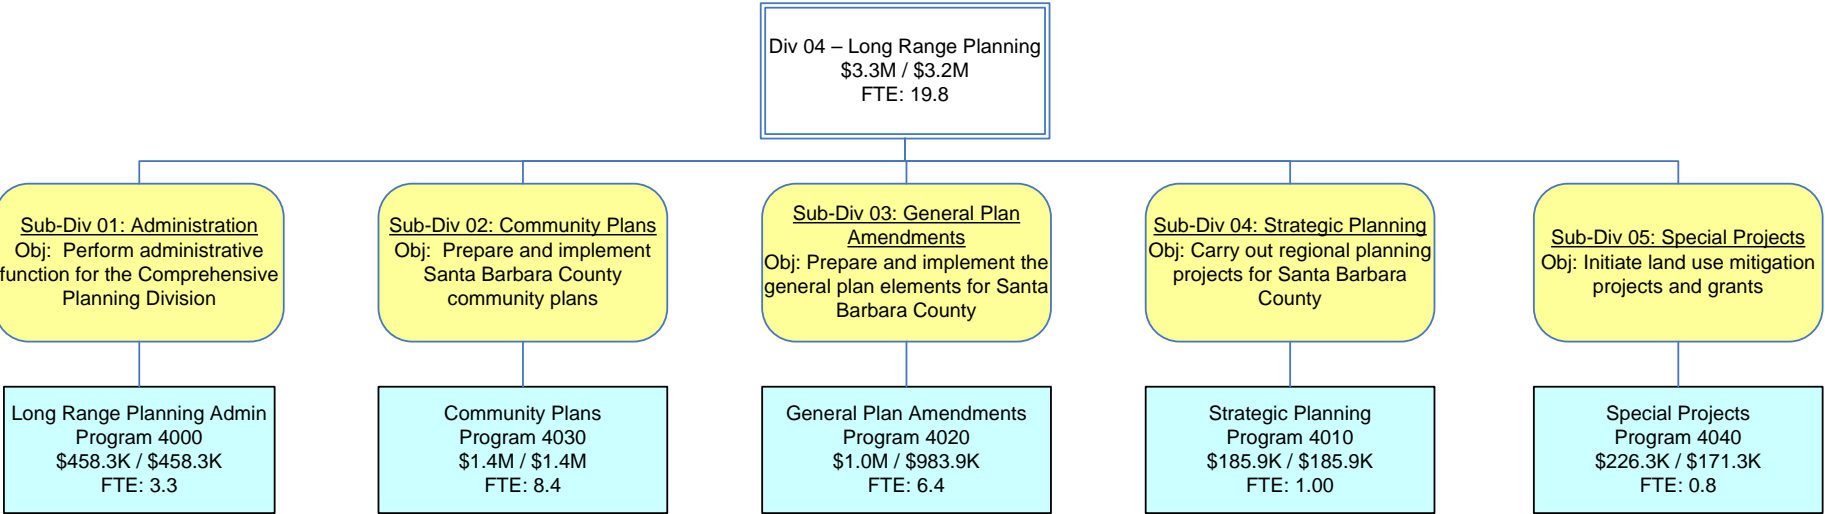 Div 04 – Long Range Planning
$3.3M / $3.2M
FTE: 19.8
Sub-Div 01: Administration
Obj:  Perform administrative
function for the Comprehensive
Planning Division
Sub-Div 02: Community Plans
Obj:  Prepare and implement
Santa Barbara County
community plans
Sub-Div 03: General Plan
Amendments
Obj: Prepare and implement the
general plan elements for Santa
Barbara County
Sub-Div 04: Strategic Planning
Obj: Carry out regional planning
projects for Santa Barbara
County
Sub-Div 05: Special Projects
Obj: Initiate land use mitigation
projects and grants
Long Range Planning Admin
Program 4000
$458.3K / $458.3K
FTE: 3.3
Community Plans
Program 4030
$1.4M / $1.4M
FTE: 8.4
General Plan Amendments
Program 4020
$1.0M / $983.9K
FTE: 6.4
Strategic Planning
Program 4010
$185.9K / $185.9K
FTE: 1.00
Special Projects
Program 4040
$226.3K / $171.3K
FTE: 0.8